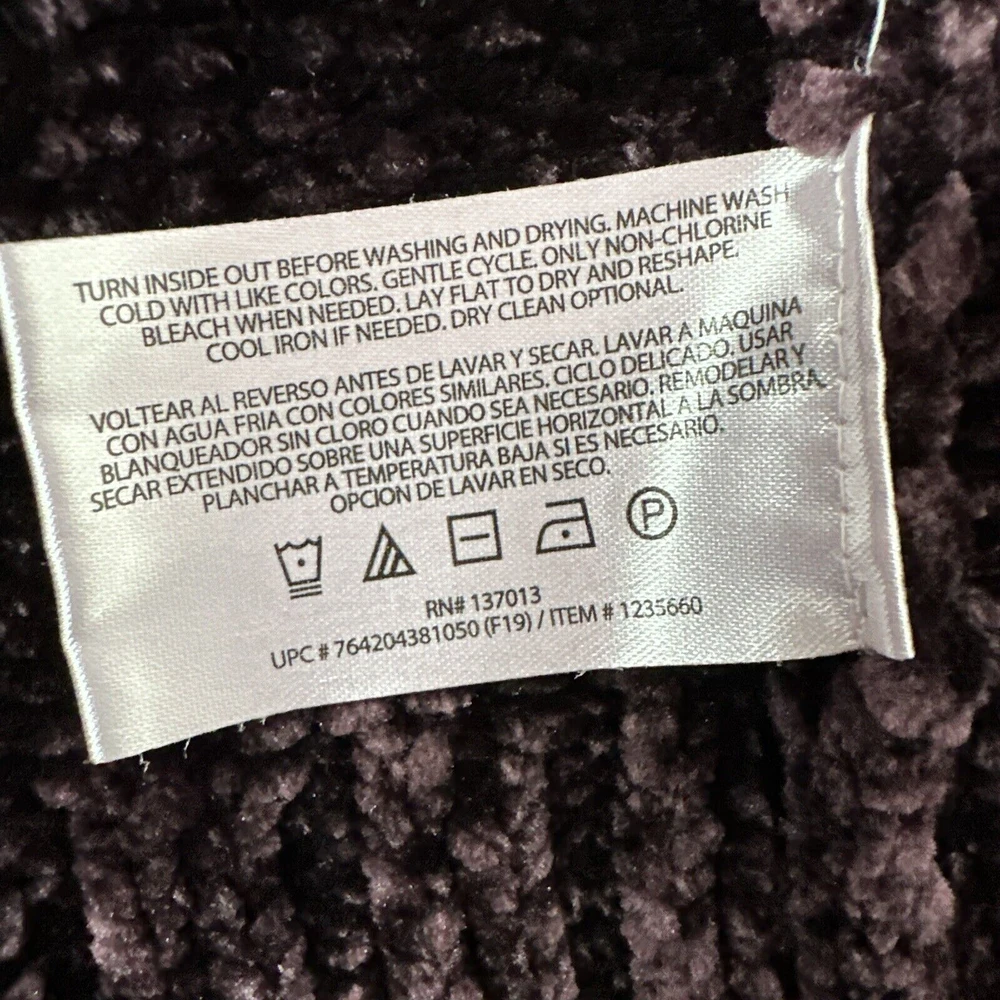 TURN INSIDE OUT BEFORE WASHING AND DRYING. MACHINE WASH
COLD WITH LIKE COLORS. GENTLE CYCLE. ONLY NON-CHLORINE
BLEACH WHEN NEEDED. LAY FLAT TO DRY AND RESHAPE.
COOL IRON IF NEEDED. DRY CLEAN OPTIONAL.
VOLTEAR AL REVERSO ANTES DE LAVAR Y SECAR. LAVAR A MAQUINA
CON AGUA FRIA CON COLORES SIMILARES. CICLO DELICADO. USAR
BLANQUEADOR SIN CLORO CUANDO SEA NECESARIO. REMODELAR Y
SECAR EXTENDIDO SOBRE UNA SUPERFICIE HORIZONTAL A LA SOMBRA.
PLANCHAR A TEMPERATURA BAJA SI ES NECESARIO.
OPCION DE LAVAR EN SECO.
P
RN# 137013
UPC # 764204381050 (F19) / ITEM # 1235660